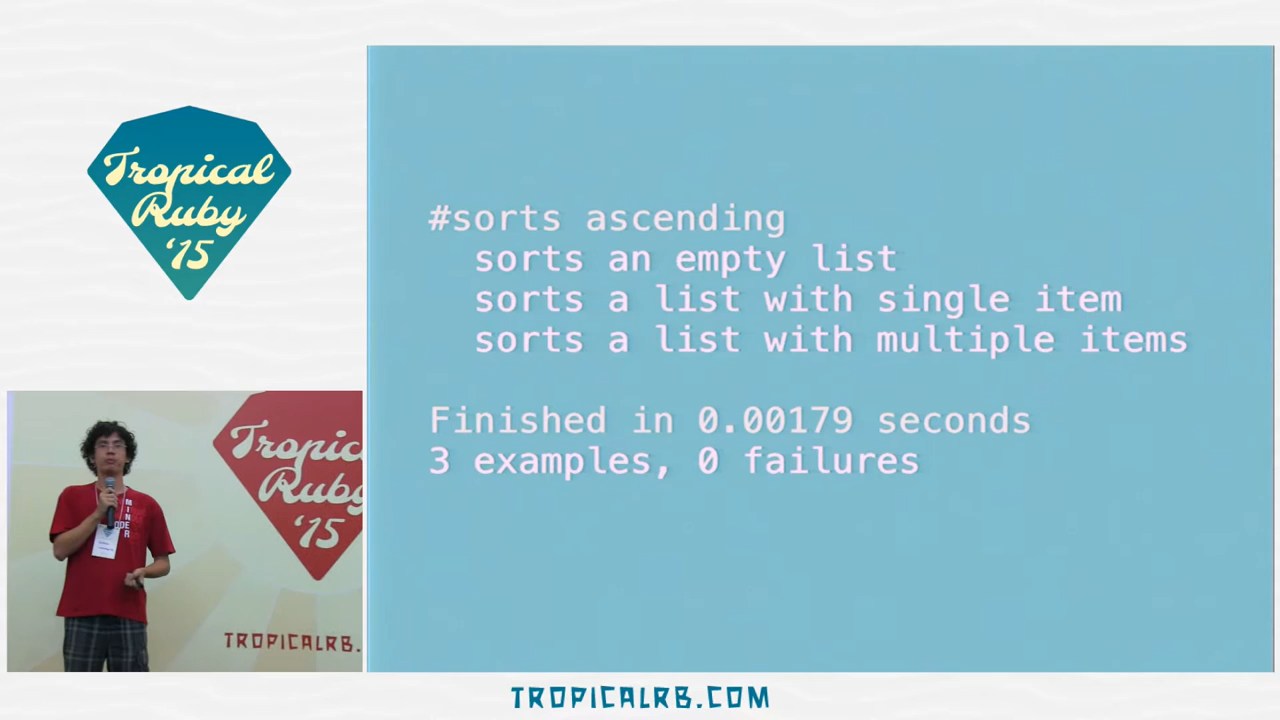 Tropical
Ruby
'15
#sorts ascending
sorts an empty list
sorts a list with single item
sorts a list with multiple items
Finished in 0.00179 seconds
3 examples, 0 failures
Tropic
Ruby
'15
TROPICALRB.
TROPICALRB.COM